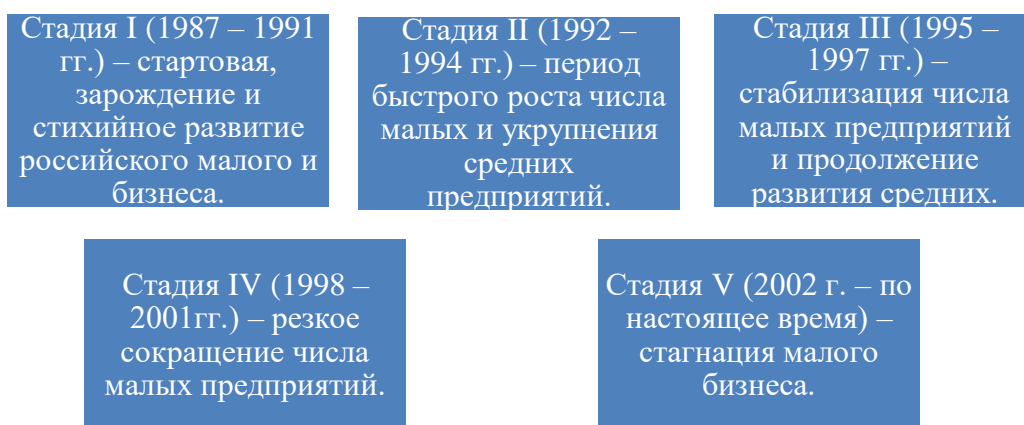 Стадия I (1987 – 1991
гг.) – стартовая,
зарождение и
стихийное развитие
российского малого и
бизнеса.
Стадия II (1992 –
1994 гг.) – период
быстрого роста числа
малых и укрупнения
средних
предприятий.
Стадия III (1995 –
1997 гг.) –
стабилизация числа
малых предприятий
и продолжение
развития средних.
Стадия IV (1998 –
2001гг.) – резкое
сокращение числа
малых предприятий.
Стадия V (2002 г. – по
настоящее время) –
стагнация малого
бизнеса.